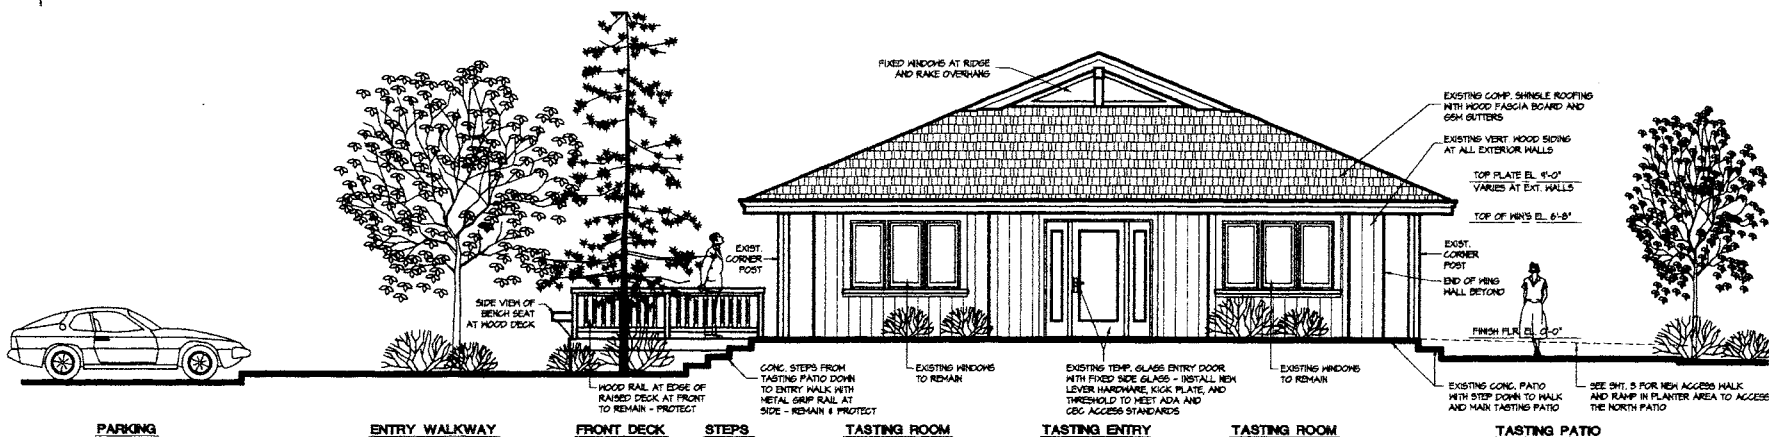 FIXED WINDOWS AT RIDGE
AND RAKE OVERHANG
EXISTING COMP. SHINGLE ROOFING
WITH WOOD FASCIA BOARD AND
GSM GUTTERS
EXISTING VERT. WOOD SIDING
AT ALL EXTERIOR WALLS
TOP PLATE EL. 9'-0"
VARIES AT EXT. WALLS
TOP OF WIN'S EL. 6'-8"
EXIST.
CORNER
POST
EXIST.
CORNER
POST
END OF WING
WALL BEYOND
SIDE VIEW OF
BENCH SEAT
AT WOOD DECK
FINISH FLR. EL. 0'-0"
WOOD RAIL AT EDGE OF
RAISED DECK AT FRONT
TO REMAIN - PROTECT
CONC. STEPS FROM
TASTING PATIO DOWN
TO ENTRY WALK WITH
METAL GRIP RAIL AT
SIDE - REMAIN & PROTECT
EXISTING WINDOWS
TO REMAIN
EXISTING TEMP. GLASS ENTRY DOOR
WITH FIXED SIDE GLASS - INSTALL NEW
LEVER HARDWARE, KICK PLATE, AND
THRESHOLD TO MEET ADA AND
CBC ACCESS STANDARDS
EXISTING WINDOWS
TO REMAIN
EXISTING CONC. PATIO
WITH STEP DOWN TO WALK
AND MAIN TASTING PATIO
SEE SHT. 3 FOR NEW ACCESS WALK
AND RAMP IN PLANTER AREA TO ACCESS
THE NORTH PATIO
PARKING
ENTRY WALKWAY
FRONT DECK
STEPS
TASTING ROOM
TASTING ENTRY
TASTING ROOM
TASTING PATIO